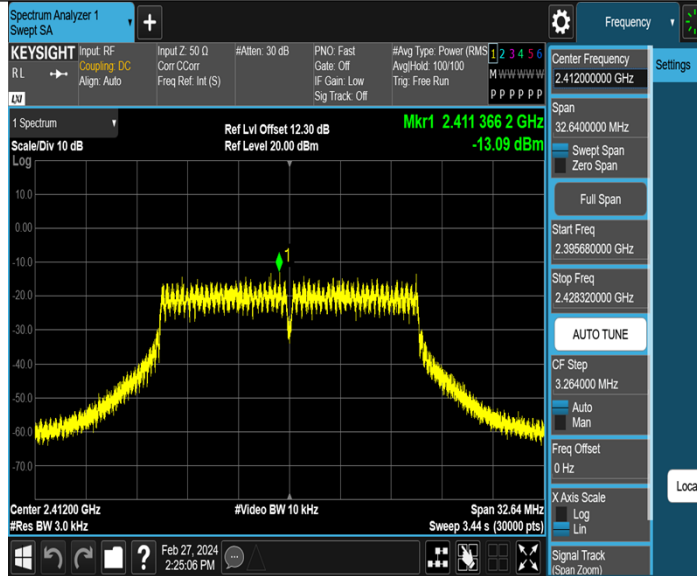 Spectrum Analyzer 1
Swept SA
+
Frequency
KEYSIGHT
RL
LXI
Input: RF
Coupling: DC
Align: Auto
Input Z: 50 Ω
Corr CCorr
Freq Ref: Int (S)
#Atten: 30 dB
PNO: Fast
Gate: Off
IF Gain: Low
Sig Track: Off
#Avg Type: Power (RMS
Avg|Hold: 100/100
Trig: Free Run
1 2 3 4 5 6
M W W W W W
P P P P P P
1 Spectrum
Scale/Div 10 dB
Log
Ref Lvl Offset 12.30 dB
Ref Level 20.00 dBm
Mkr1 2.411 366 2 GHz
-13.09 dBm
10.0
0.00
-10.0
-20.0
-30.0
-40.0
-50.0
-60.0
-70.0
1
Center 2.41200 GHz
#Res BW 3.0 kHz
#Video BW 10 kHz
Span 32.64 MHz
Sweep 3.44 s (30000 pts)
?
Feb 27, 2024
2:25:06 PM
Center Frequency
2.412000000 GHz
Span
32.6400000 MHz
Swept Span
Zero Span
Full Span
Start Freq
2.395680000 GHz
Stop Freq
2.428320000 GHz
AUTO TUNE
CF Step
3.264000 MHz
Auto
Man
Freq Offset
0 Hz
X Axis Scale
Log
Lin
Signal Track
(Span Zoom)
Settings
Loca